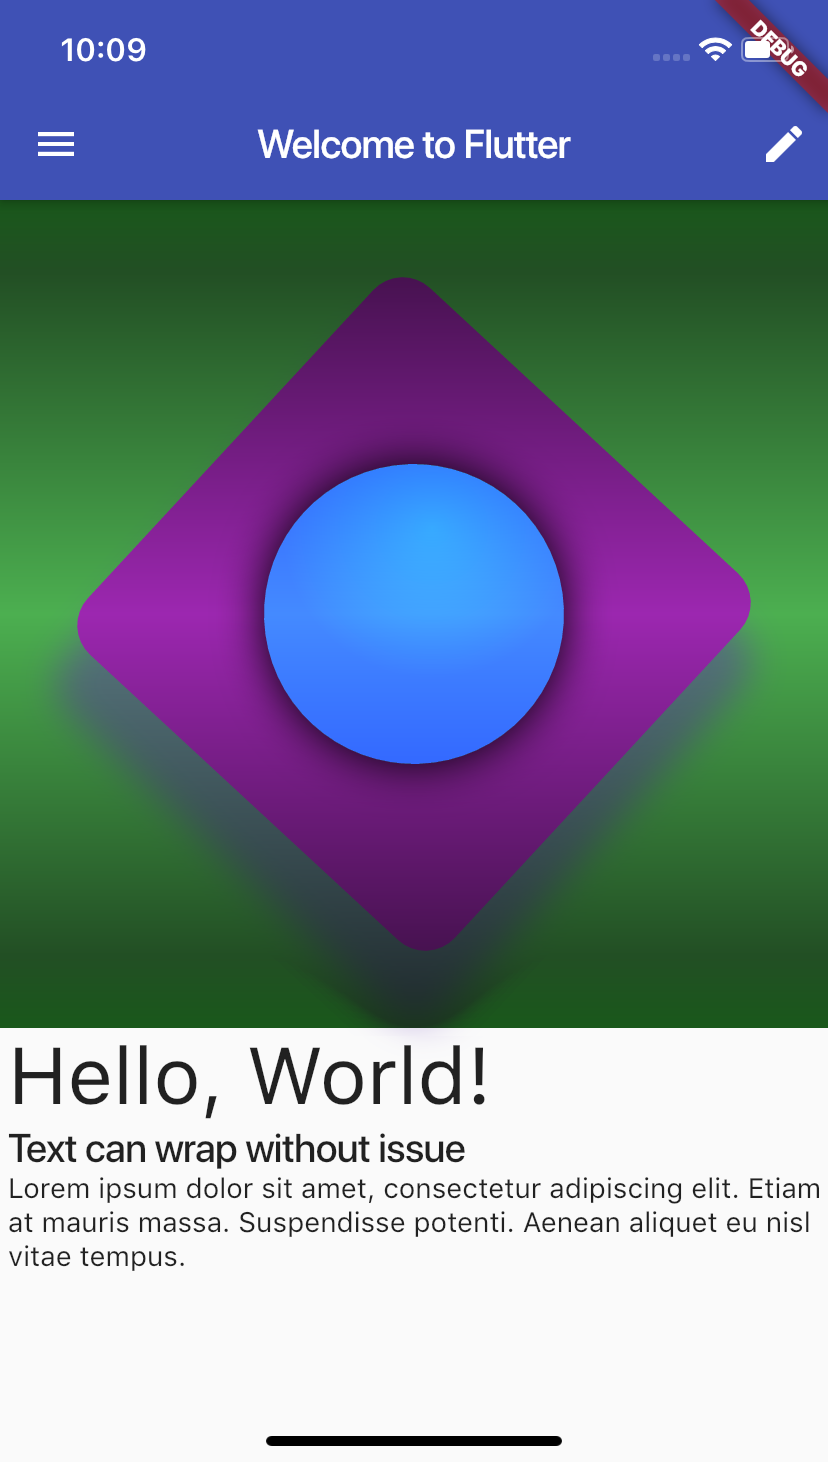 10:09
DEBUG
Welcome to Flutter
Hello, World!
Text can wrap without issue
Lorem ipsum dolor sit amet, consectetur adipiscing elit. Etiam
at mauris massa. Suspendisse potenti. Aenean aliquet eu nisl
vitae tempus.